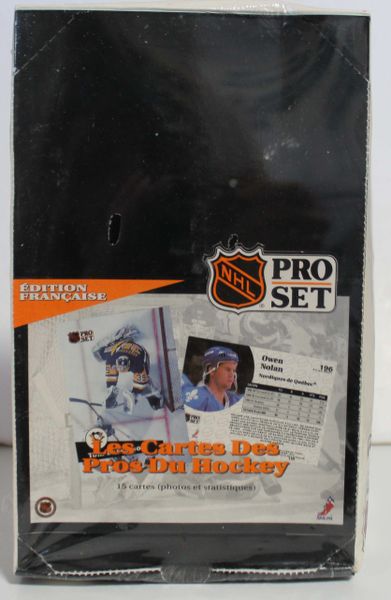 NHL
PRO
SET
ÉDITION
FRANÇAISE
PRO
SET
Owen
Nolan
196
Nordiques de Québec
Les Cartes Des
Pros Du Hockey
15 cartes (photos et statistiques)